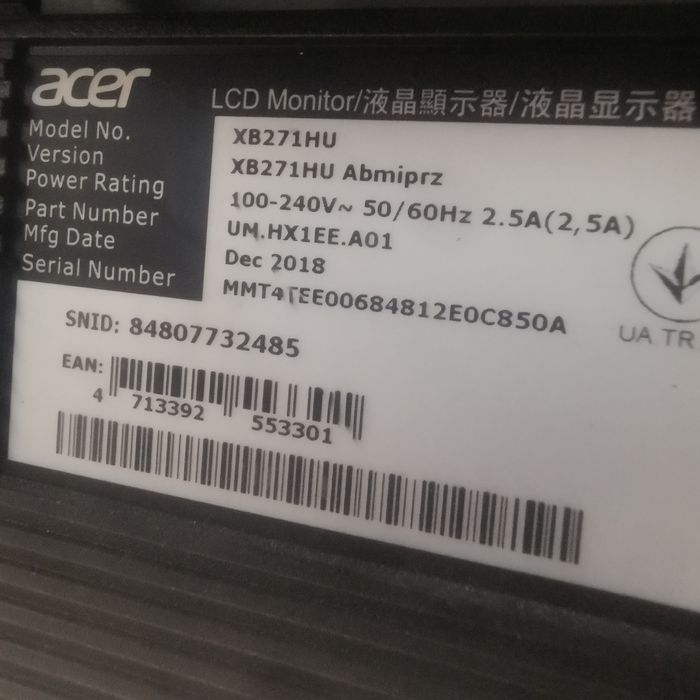 acer
LCD Monitor/液晶顯示器/液晶显示器
Model No. XB271HU
Version XB271HU Abmiprz
Power Rating 100-240V~ 50/60Hz 2.5A(2,5A)
Part Number UM.HX1EE.A01
Mfg Date Dec 2018
Serial Number MMT4TEE00684812E0C850A
SNID: 84807732485
EAN:
4 713392 553301
UA TR